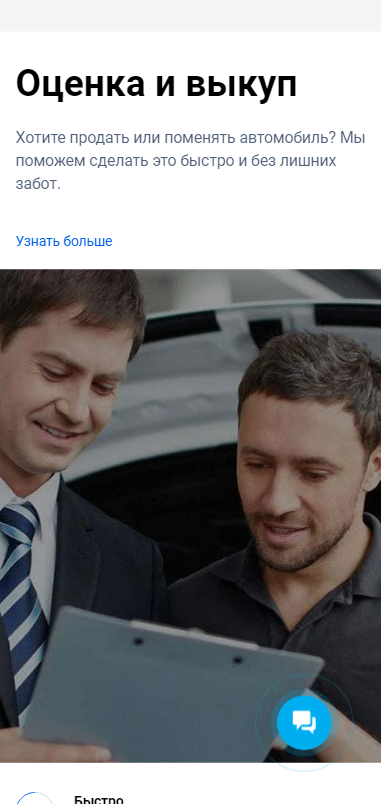 Оценка и выкуп
Хотите продать или поменять автомобиль? Мы
поможем сделать это быстро и без лишних
забот.
Узнать больше
Быстро